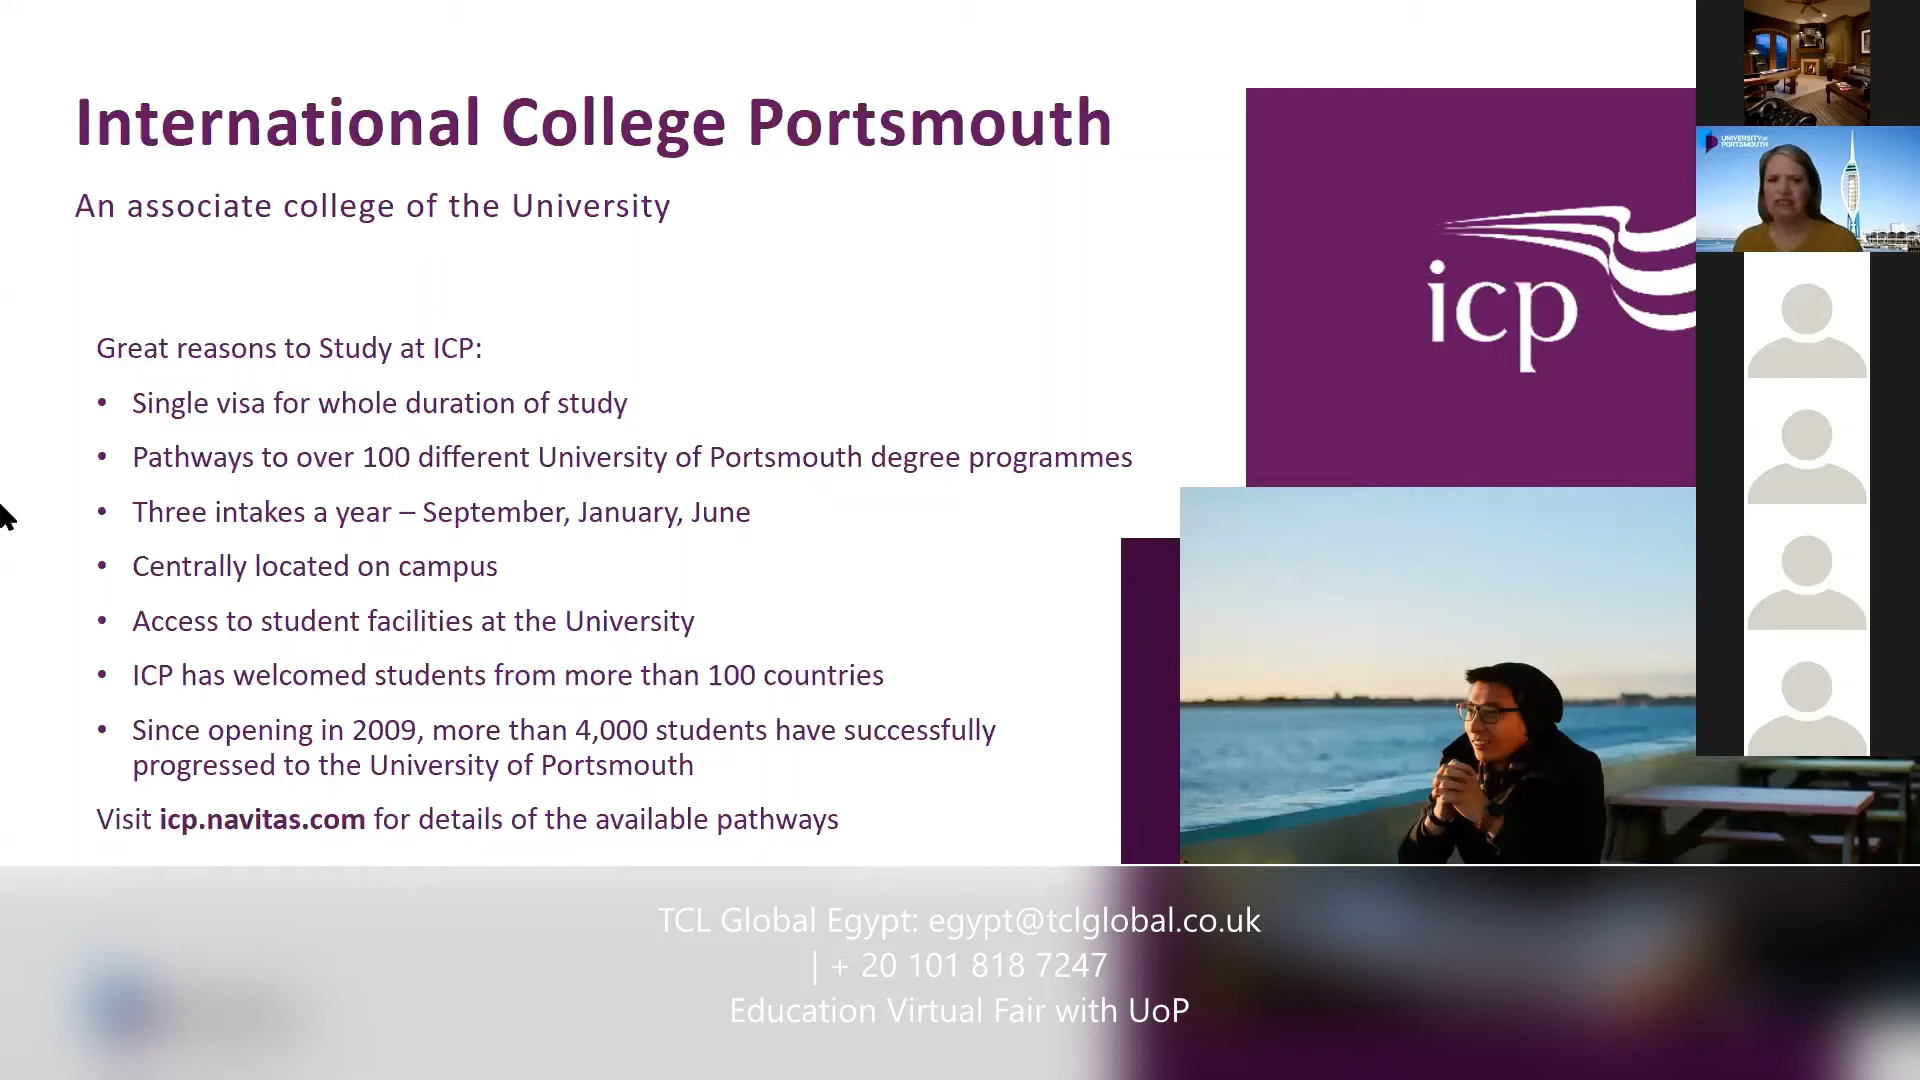 International College Portsmouth
An associate college of the University
Great reasons to Study at ICP:
• Single visa for whole duration of study
• Pathways to over 100 different University of Portsmouth degree programmes
• Three intakes a year – September, January, June
• Centrally located on campus
• Access to student facilities at the University
• ICP has welcomed students from more than 100 countries
• Since opening in 2009, more than 4,000 students have successfully
progressed to the University of Portsmouth
Visit icp.navitas.com for details of the available pathways
icp
UNIVERSITY OF
PORTSMOUTH
TCL Global Egypt: egypt@tclglobal.co.uk
| + 20 101 818 7247
Education Virtual Fair with UoP